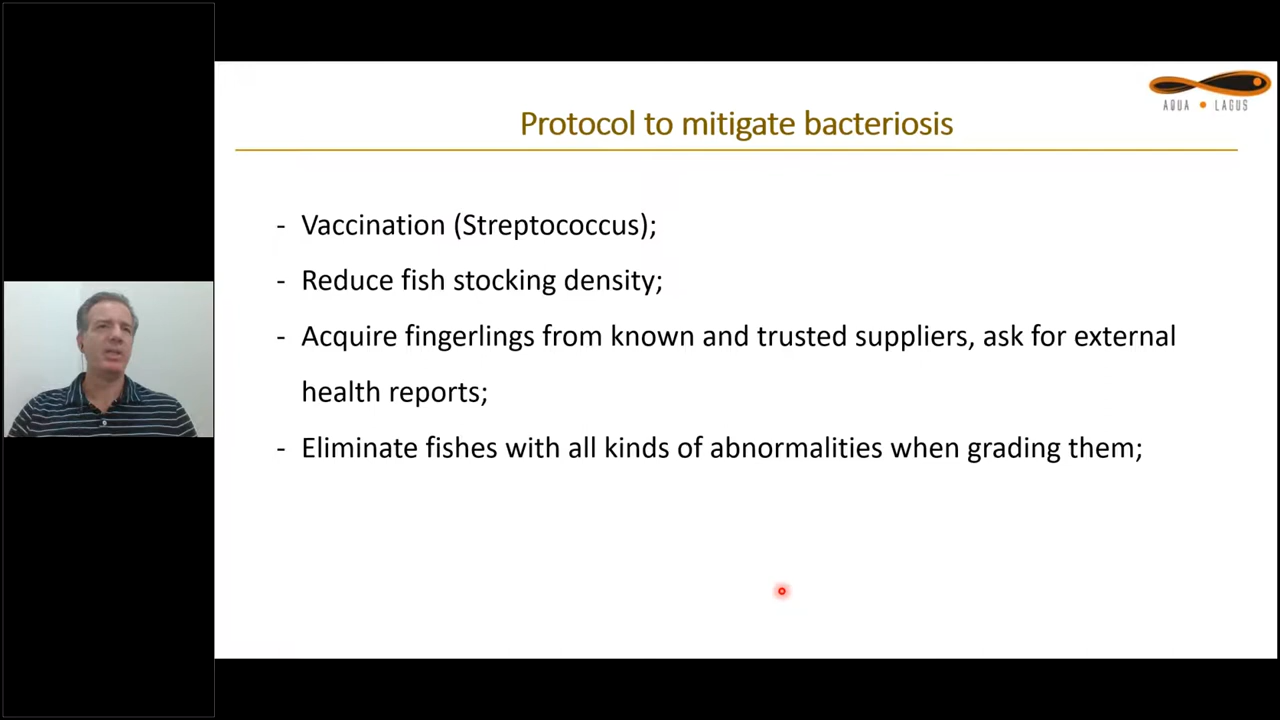 AQUA LAGUS
Protocol to mitigate bacteriosis
- Vaccination (Streptococcus);
- Reduce fish stocking density;
- Acquire fingerlings from known and trusted suppliers, ask for external
health reports;
- Eliminate fishes with all kinds of abnormalities when grading them;